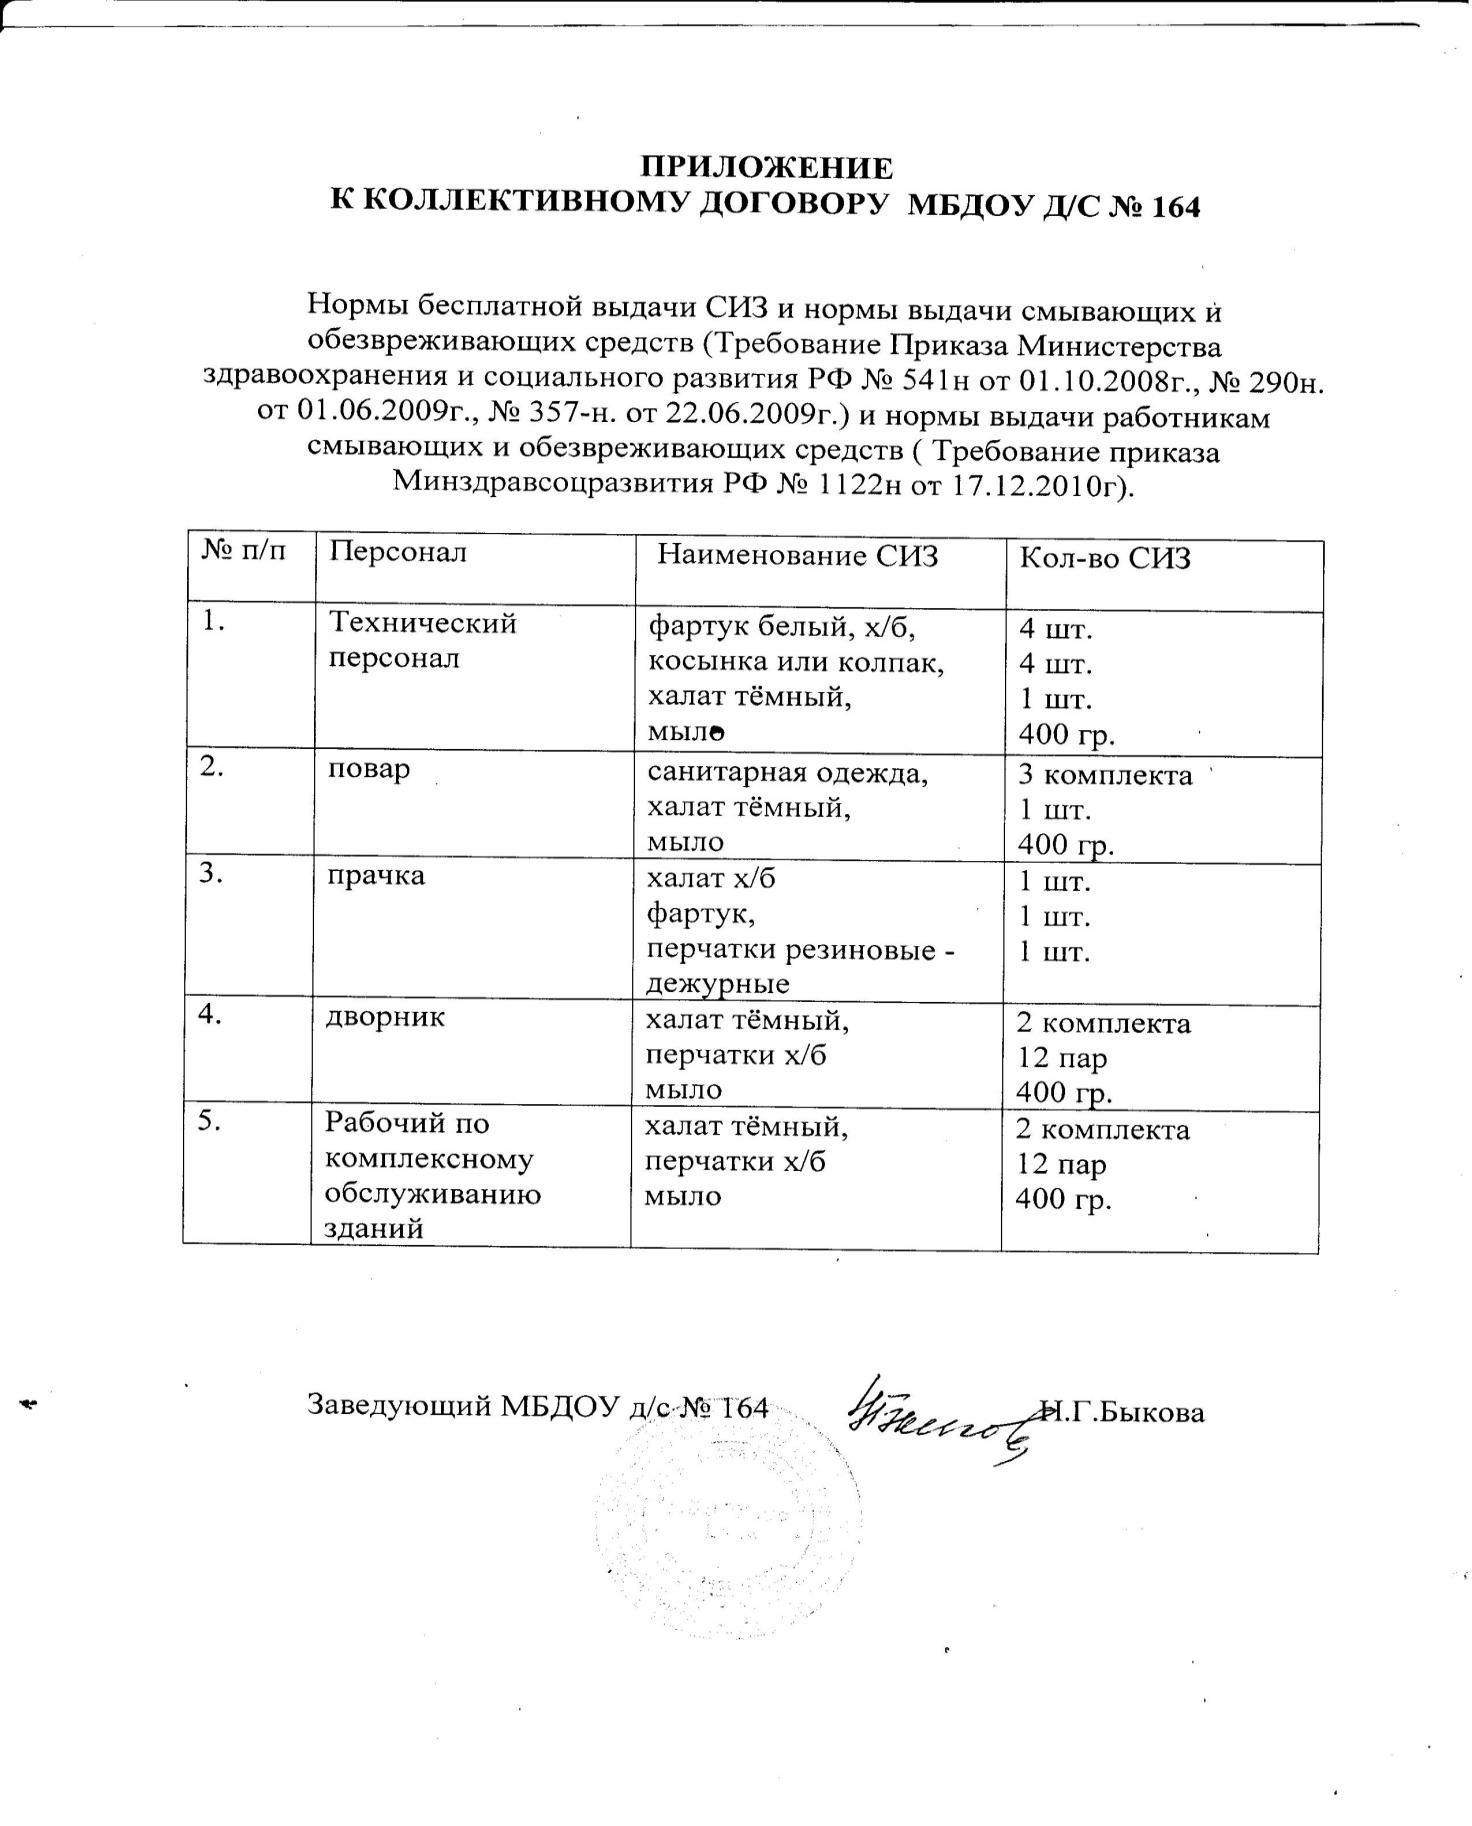 ПРИЛОЖЕНИЕ
К КОЛЛЕКТИВНОМУ ДОГОВОРУ МБДОУ Д/С № 164
Нормы бесплатной выдачи СИЗ и нормы выдачи смывающих и
обезвреживающих средств (Требование Приказа Министерства
здравоохранения и социального развития РФ № 541н от 01.10.2008г., № 290н.
от 01.06.2009г., № 357-н. от 22.06.2009г.) и нормы выдачи работникам
смывающих и обезвреживающих средств ( Требование приказа
Минздравсоцразвития РФ № 1122н от 17.12.2010г).
№ п/п Персонал Наименование СИЗ Кол-во СИЗ
1. Технический фартук белый, х/б, 4 шт.
персонал косынка или колпак, 4 шт.
халат тёмный, 1 шт.
мыло 400 гр.
2. повар санитарная одежда, 3 комплекта
халат тёмный, 1 шт.
мыло 400 гр.
3. прачка халат х/б 1 шт.
фартук, 1 шт.
перчатки резиновые - 1 шт.
дежурные
4. дворник халат тёмный, 2 комплекта
перчатки х/б 12 пар
мыло 400 гр.
5. Рабочий по халат тёмный, 2 комплекта
комплексному перчатки х/б 12 пар
обслуживанию мыло 400 гр.
зданий
Заведующий МБДОУ д/с № 164 Н.Г.Быкова